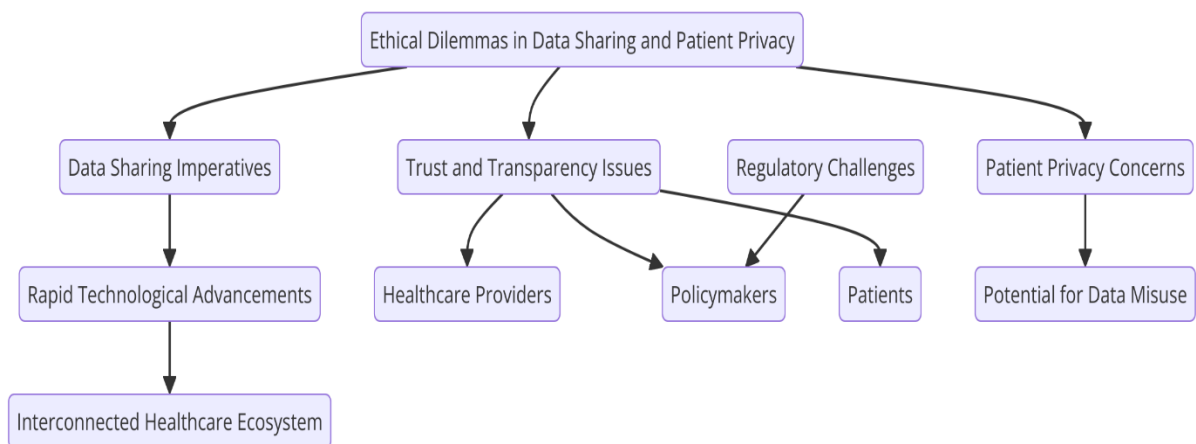 Ethical Dilemmas in Data Sharing and Patient Privacy
Data Sharing Imperatives
Trust and Transparency Issues
Regulatory Challenges
Patient Privacy Concerns
Rapid Technological Advancements
Healthcare Providers
Policymakers
Patients
Potential for Data Misuse
Interconnected Healthcare Ecosystem